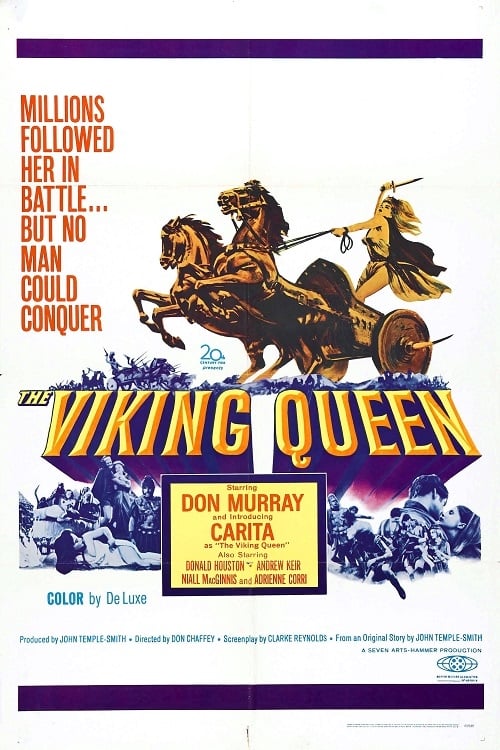 MILLIONS
FOLLOWED
HER IN
BATTLE...
BUT NO
MAN
COULD
CONQUER
20th
CENTURY-FOX
presents
THE VIKING QUEEN
Starring
DON MURRAY
and Introducing
CARITA
as "The Viking Queen"
Also Starring
DONALD HOUSTON • ANDREW KEIR
NIALL MacGINNIS and ADRIENNE CORRI
COLOR by DeLuxe
Produced by JOHN TEMPLE-SMITH • Directed by DON CHAFFEY • Screenplay by CLARKE REYNOLDS • From an Original Story by JOHN TEMPLE-SMITH
A SEVEN ARTS-HAMMER PRODUCTION